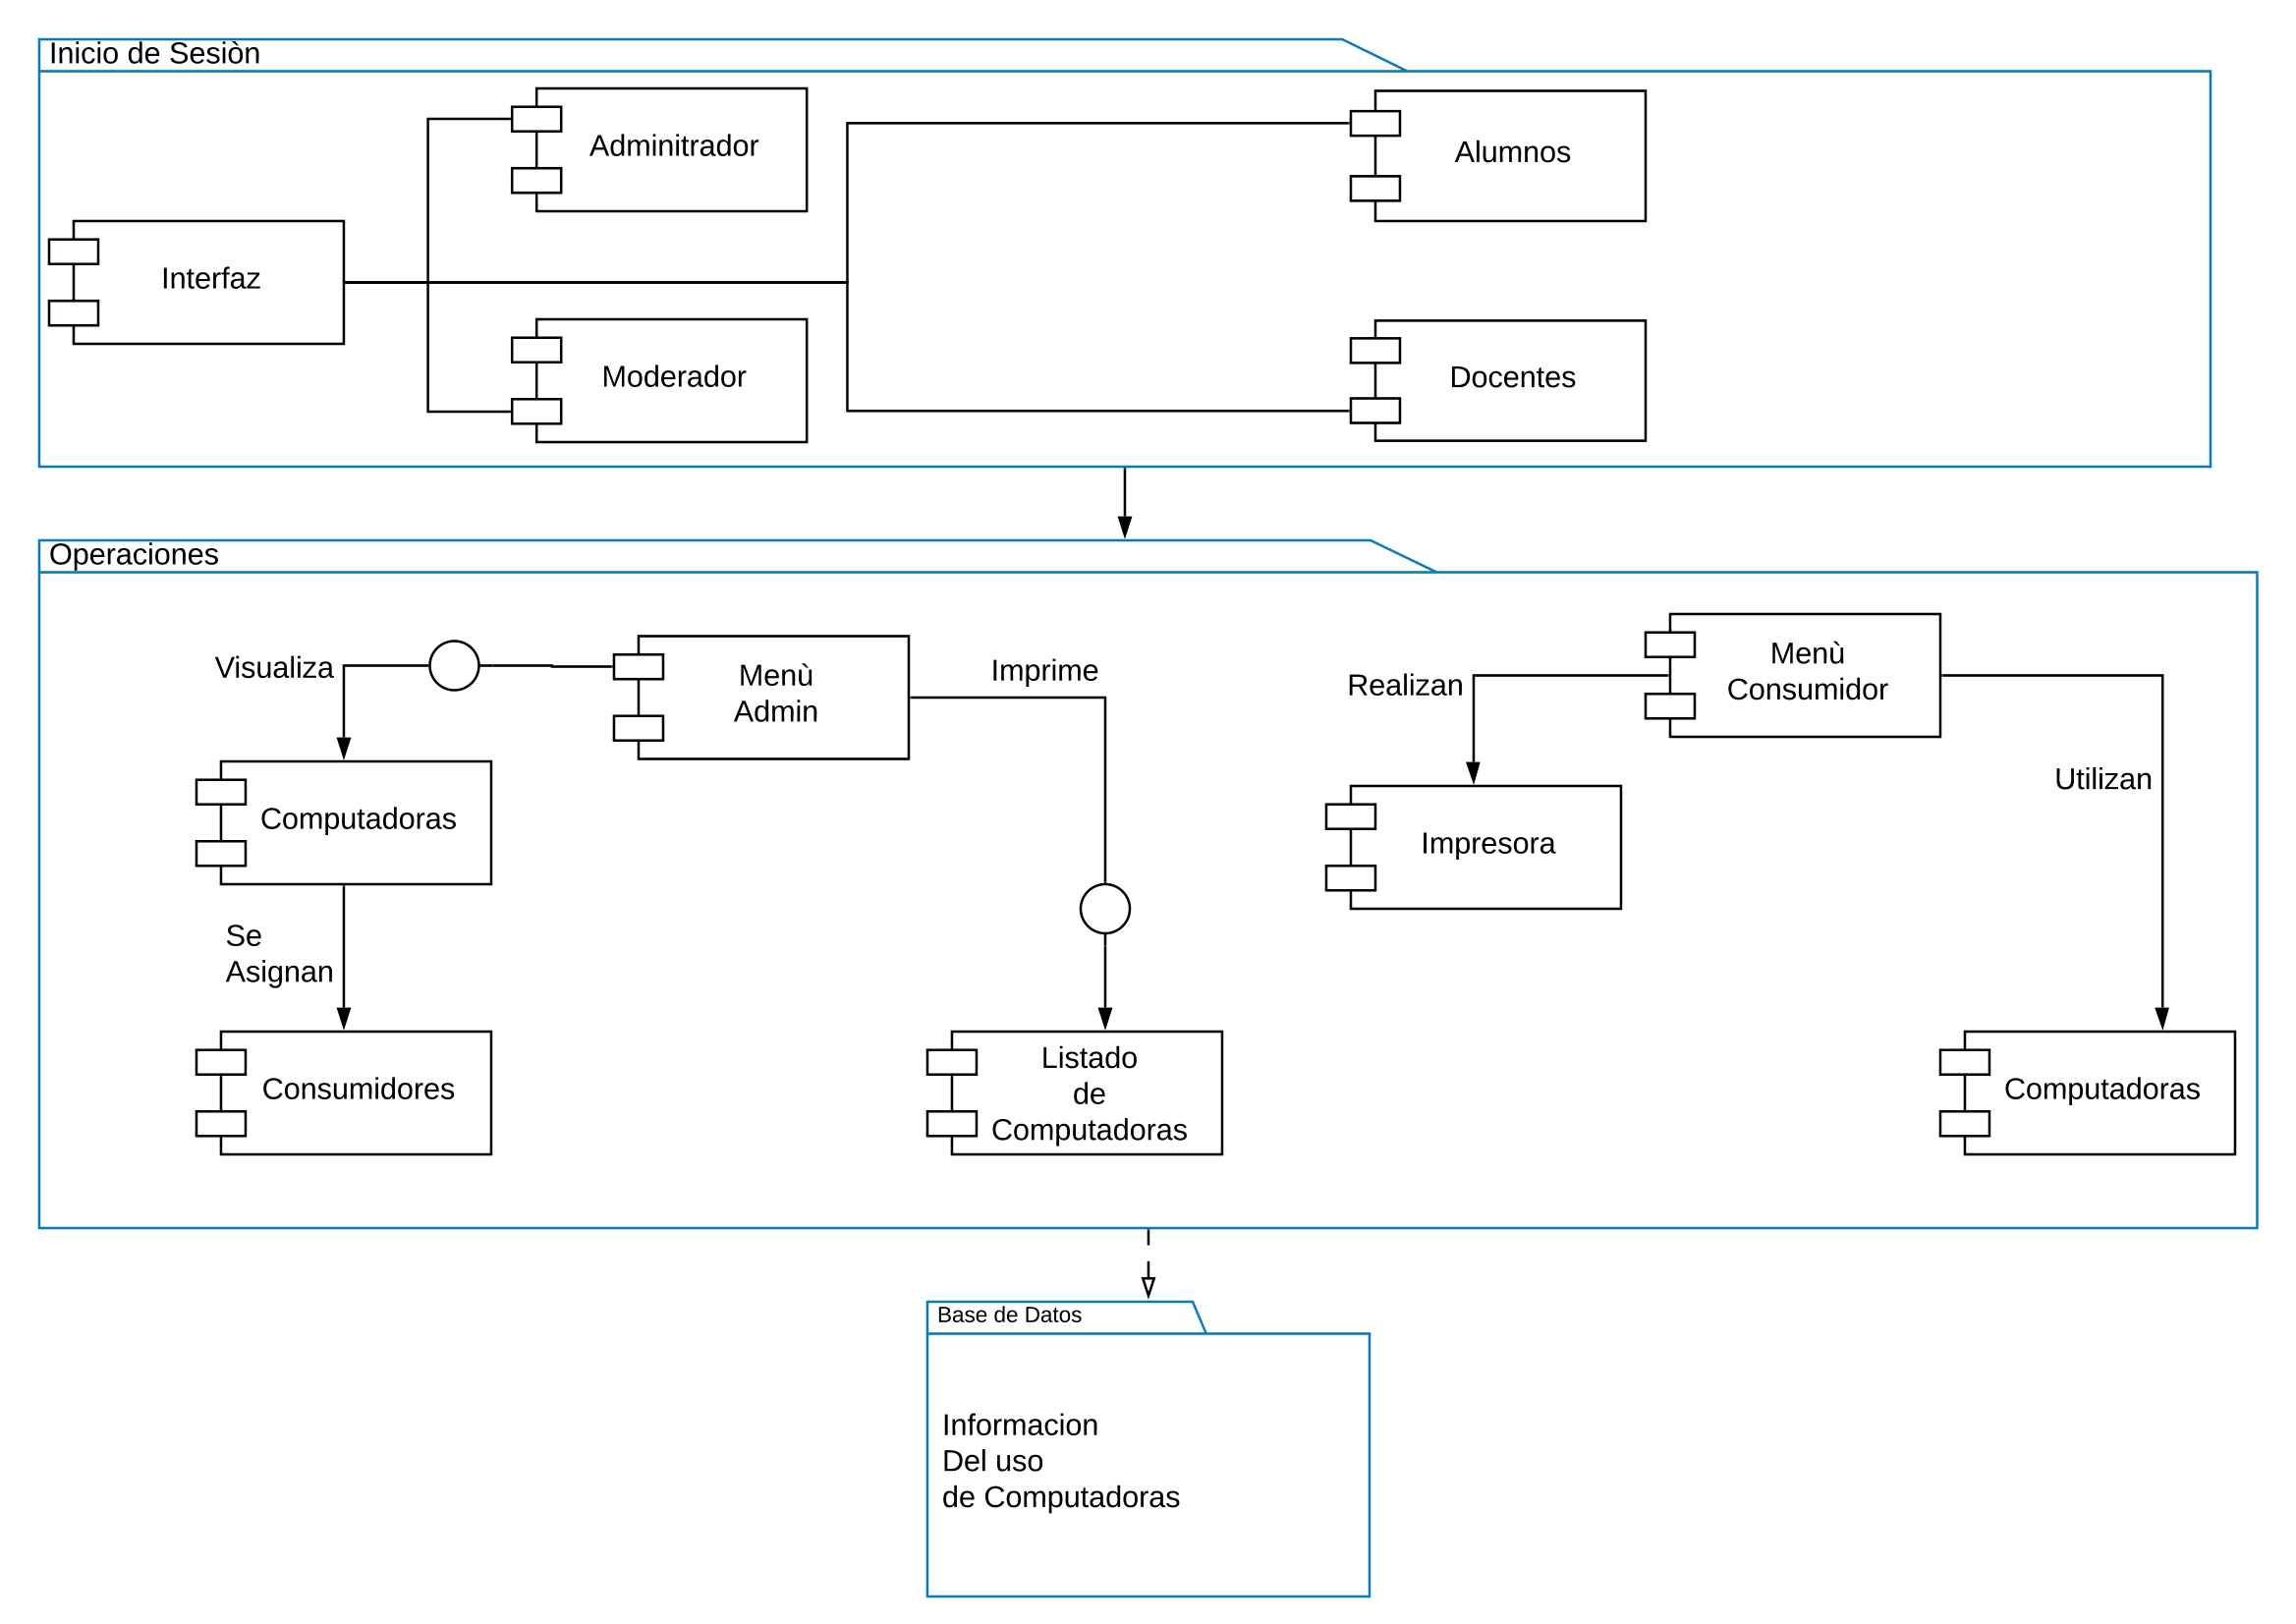 Inicio de Sesiòn
Adminitrador
Alumnos
Interfaz
Moderador
Docentes
Operaciones
Visualiza
Menù
Admin
Imprime
Realizan
Menù
Consumidor
Utilizan
Computadoras
Impresora
Se
Asignan
Consumidores
Listado
de
Computadoras
Computadoras
Base de Datos
Informacion
Del uso
de Computadoras